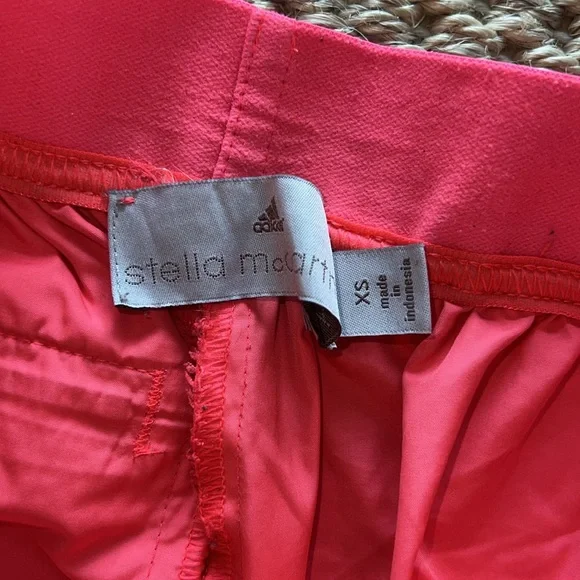 adidas
stella mccart
XS
made
in
indonesia